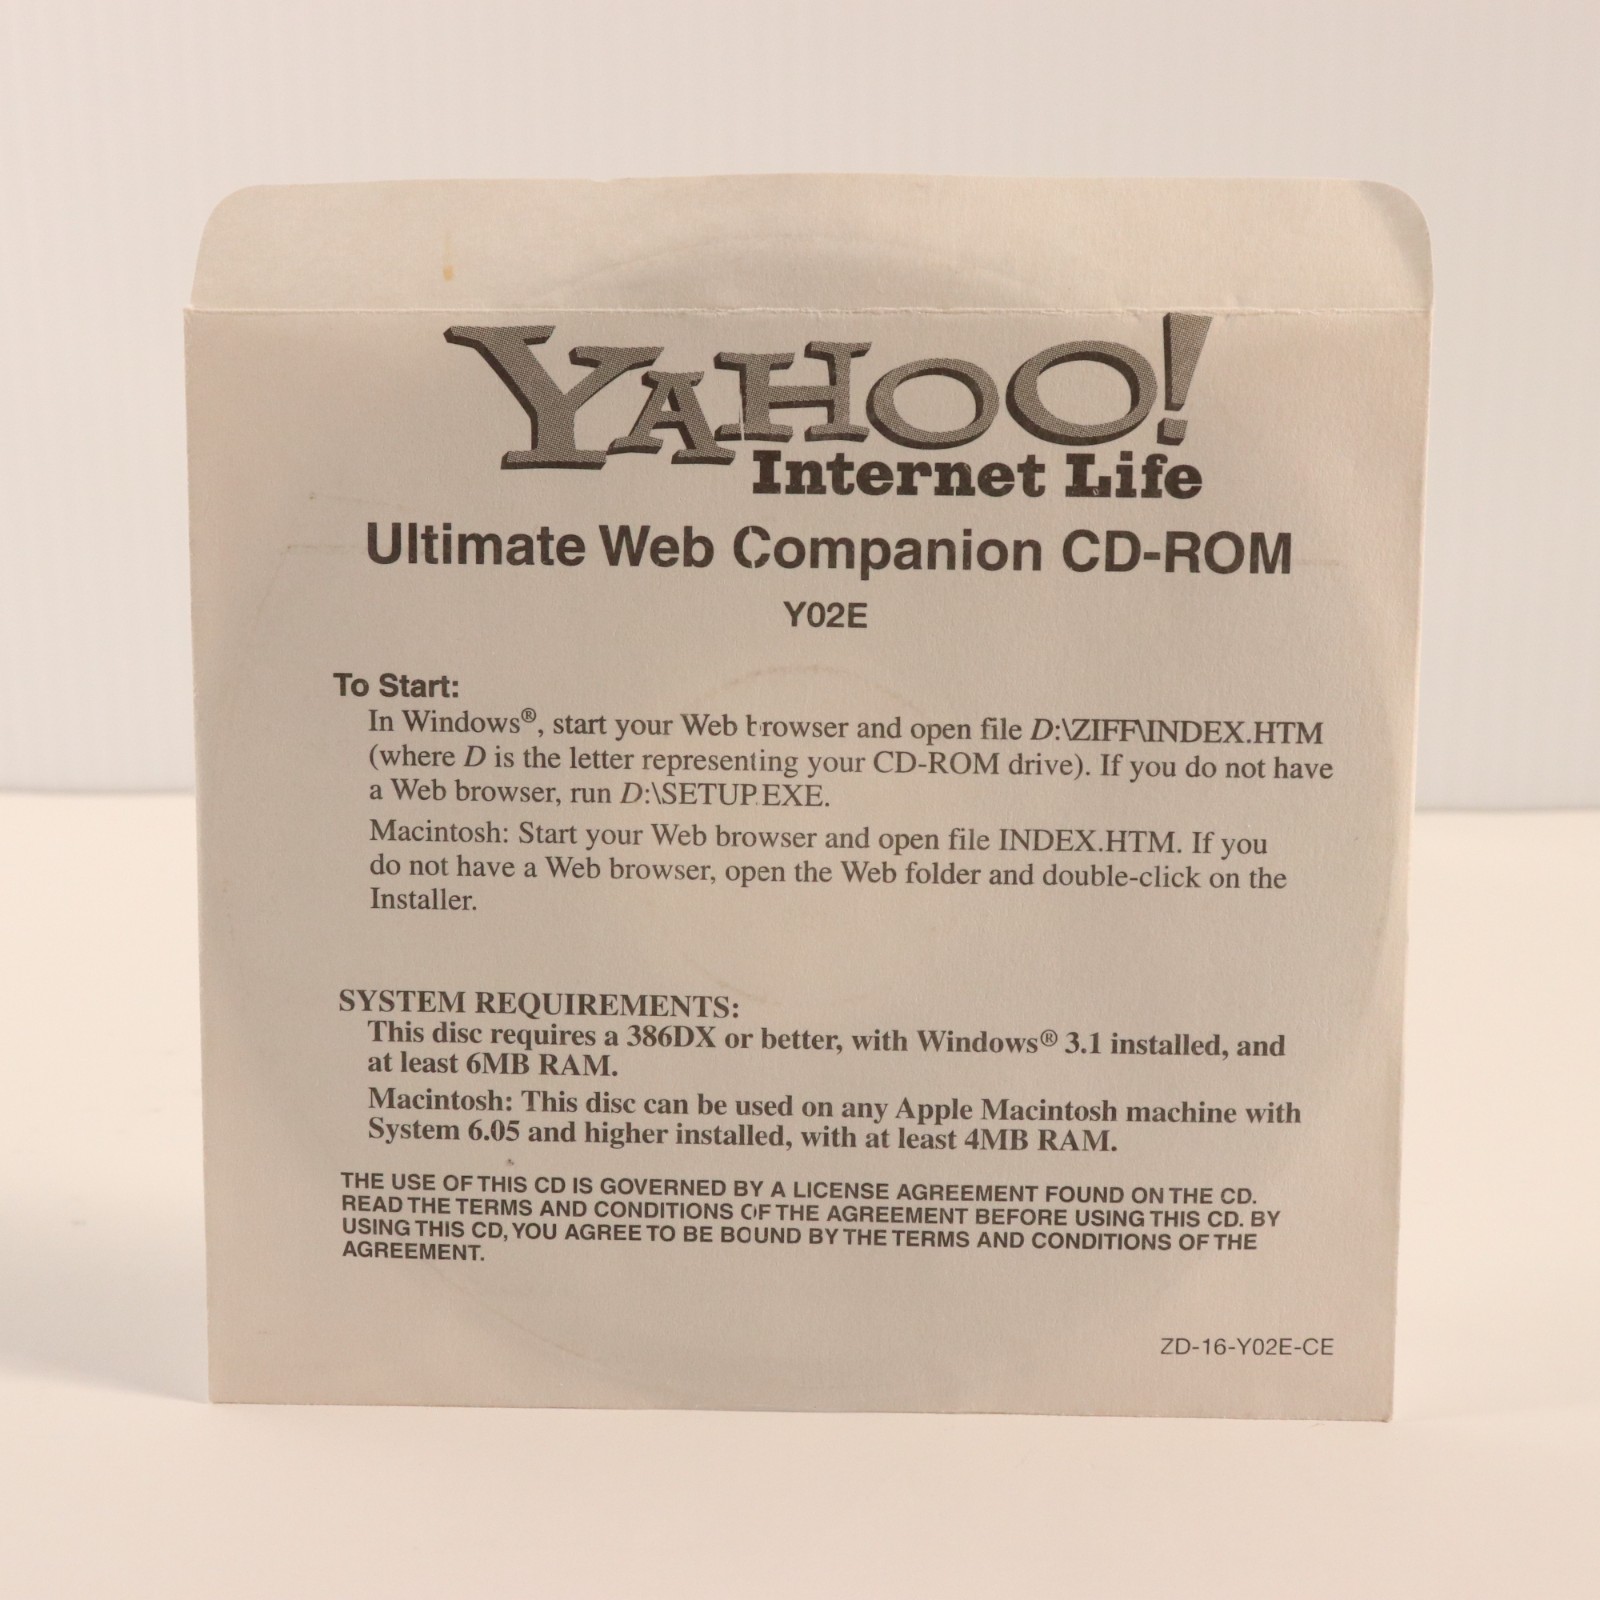 YAHOO!
Internet Life
Ultimate Web Companion CD-ROM
Y02E
To Start:
In Windows®, start your Web browser and open file D:\ZIFF\INDEX.HTM
(where D is the letter representing your CD-ROM drive). If you do not have
a Web browser, run D:\SETUP.EXE.
Macintosh: Start your Web browser and open file INDEX.HTM. If you
do not have a Web browser, open the Web folder and double-click on the
Installer.
SYSTEM REQUIREMENTS:
This disc requires a 386DX or better, with Windows® 3.1 installed, and
at least 6MB RAM.
Macintosh: This disc can be used on any Apple Macintosh machine with
System 6.05 and higher installed, with at least 4MB RAM.
THE USE OF THIS CD IS GOVERNED BY A LICENSE AGREEMENT FOUND ON THE CD.
READ THE TERMS AND CONDITIONS OF THE AGREEMENT BEFORE USING THIS CD. BY
USING THIS CD, YOU AGREE TO BE BOUND BY THE TERMS AND CONDITIONS OF THE
AGREEMENT.
ZD-16-Y02E-CE